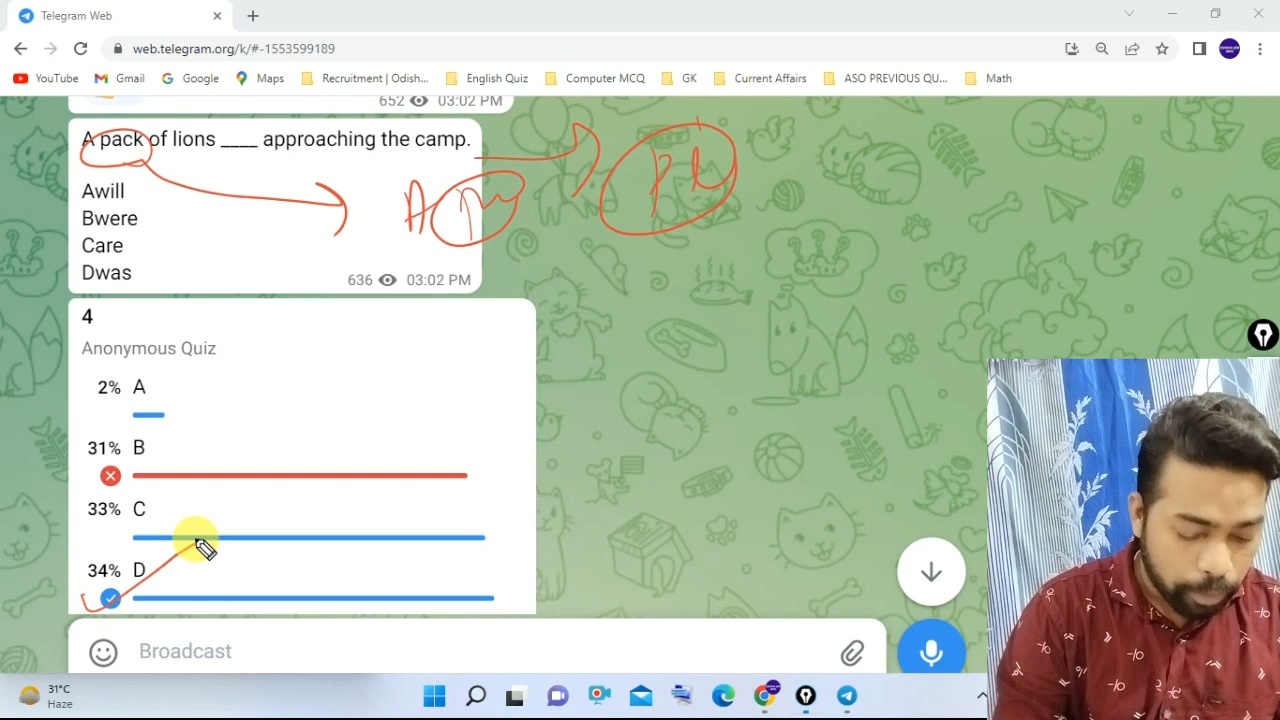 Telegram Web
web.telegram.org/k/#-1553599189
YouTube Gmail Google Maps Recruitment | Odish... English Quiz Computer MCQ GK Current Affairs ASO PREVIOUS QU... Math
652 03:02 PM
A pack of lions ____ approaching the camp.
Awill
Bwere
Care
Dwas
636 03:02 PM
4
Anonymous Quiz
2% A
31% B
33% C
34% D
Broadcast
31°C
Haze